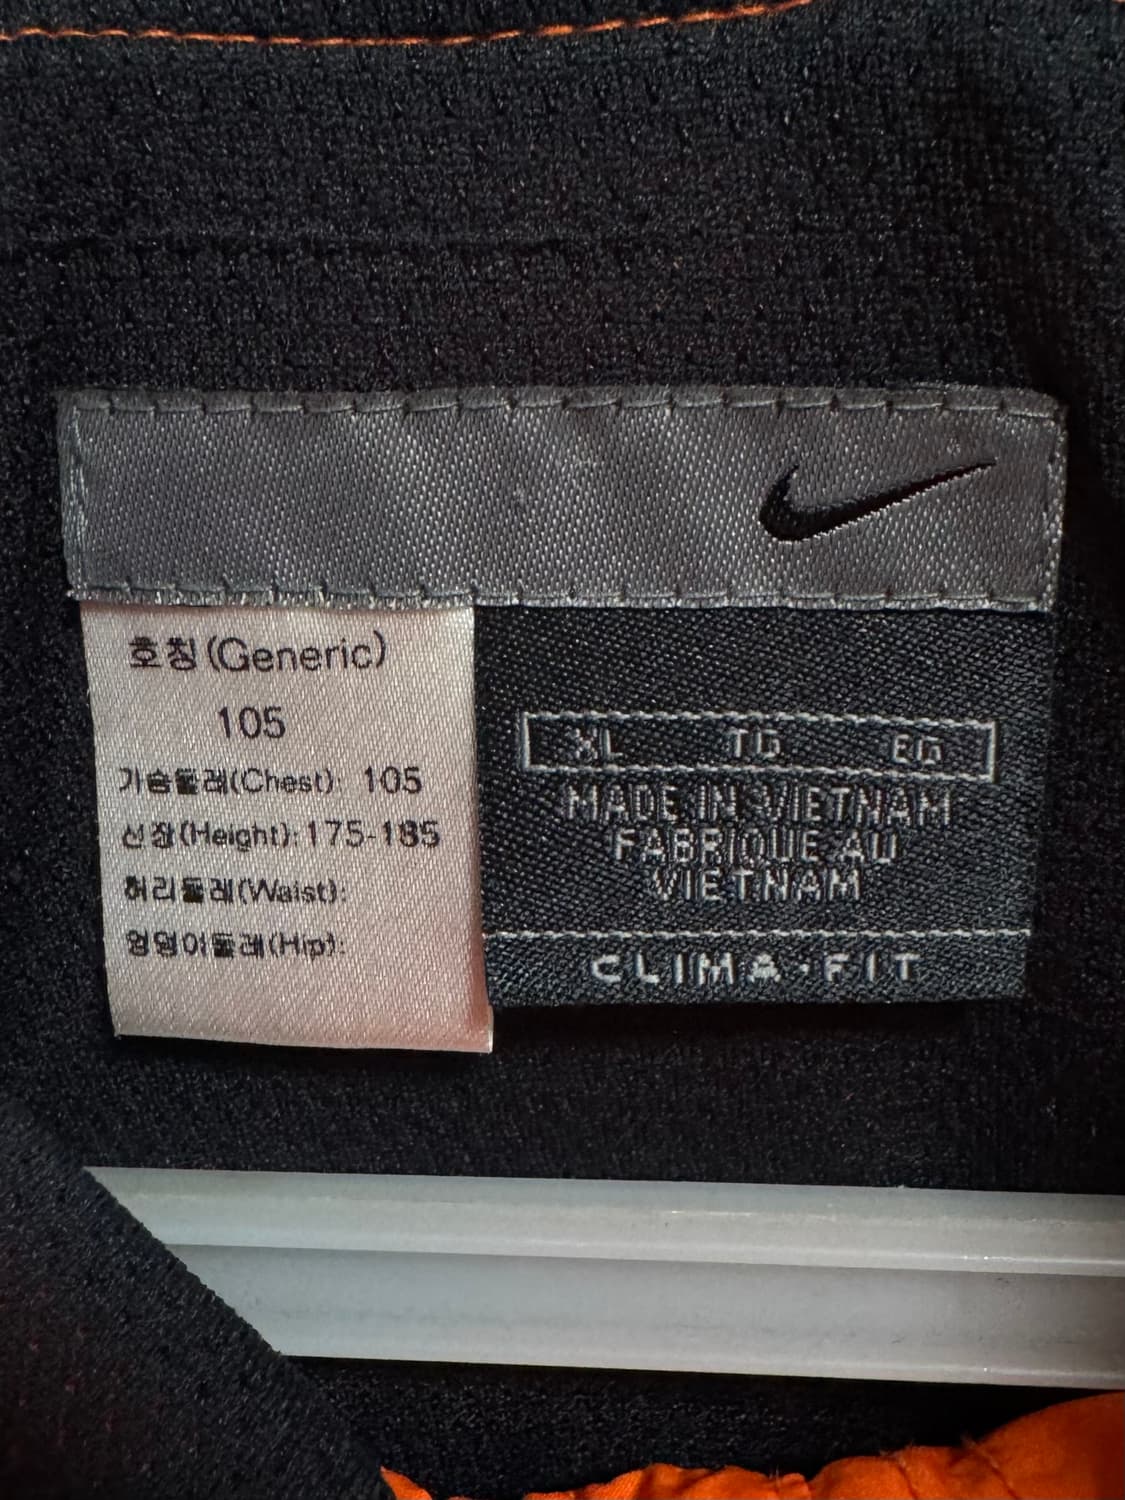 호칭(Generic)
105
가슴둘레(Chest): 105
신장(Height):175-185
허리둘레(Waist):
엉덩이둘레(Hip):
XL TG EG
MADE IN VIETNAM
FABRIQUE AU
VIETNAM
CLIMA·FIT